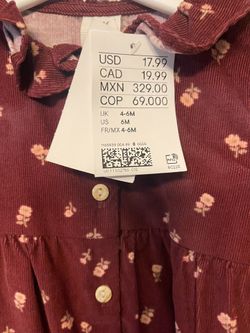 USD 17.99
CAD 19.99
MXN 329.00
COP 69.000
UK 4-6M
US 6M
FR/MX 4-6M